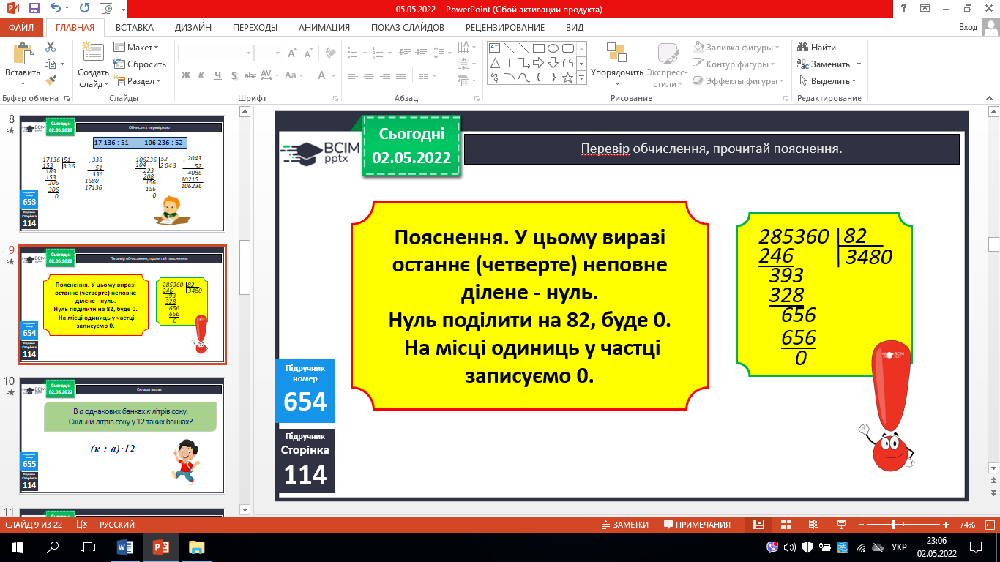 05.05.2022 - PowerPoint (Сбой активации продукта)
ФАЙЛ ГЛАВНАЯ ВСТАВКА ДИЗАЙН ПЕРЕХОДЫ АНИМАЦИЯ ПОКАЗ СЛАЙДОВ РЕЦЕНЗИРОВАНИЕ ВИД Вход
Вставить
Буфер обмена
Создать слайд
Макет
Сбросить
Раздел
Слайды
Ж К Ч S abc AV Aa A
Шрифт
Абзац
Упорядочить
Экспресс-стили
Заливка фигуры
Контур фигуры
Эффекты фигуры
Рисование
Найти
Заменить
Выделить
Редактирование
8
Сьогодні
02.05.2022
Обчисли з перевіркою
17 136 : 51 106 236 : 52
17136 51
153 336
183
153
306
306
0
336
51
336
1680
17136
106236 52
104 2043
223
208
156
156
0
2043
52
4086
10215
106236
Підручник
номер
653
Підручник
Сторінка
114
9
Сьогодні
02.05.2022
Перевір обчислення, прочитай пояснення.
Пояснення. У цьому виразі
останнє (четверте) неповне
ділене - нуль.
Нуль поділити на 82, буде 0.
На місці одиниць у частці
записуємо 0.
285360 82
246 3480
393
328
656
656
0
654
Сторінка
114
10
Сьогодні
02.05.2022
Склади вираз
В а однакових банках к літрів соку.
Скільки літрів соку у 12 таких банках?
(к : а)·12
655
Сторінка
114
11
Сьогодні
BCIM
pptx
Сьогодні
02.05.2022
Перевір обчислення, прочитай пояснення.
Пояснення. У цьому виразі
останнє (четверте) неповне
ділене - нуль.
Нуль поділити на 82, буде 0.
На місці одиниць у частці
записуємо 0.
285360 82
246 3480
393
328
656
656
0
BCIM
Підручник
номер
654
Підручник
Сторінка
114
СЛАЙД 9 ИЗ 22 РУССКИЙ ЗАМЕТКИ ПРИМЕЧАНИЯ 74%
УКР
23:06
02.05.2022